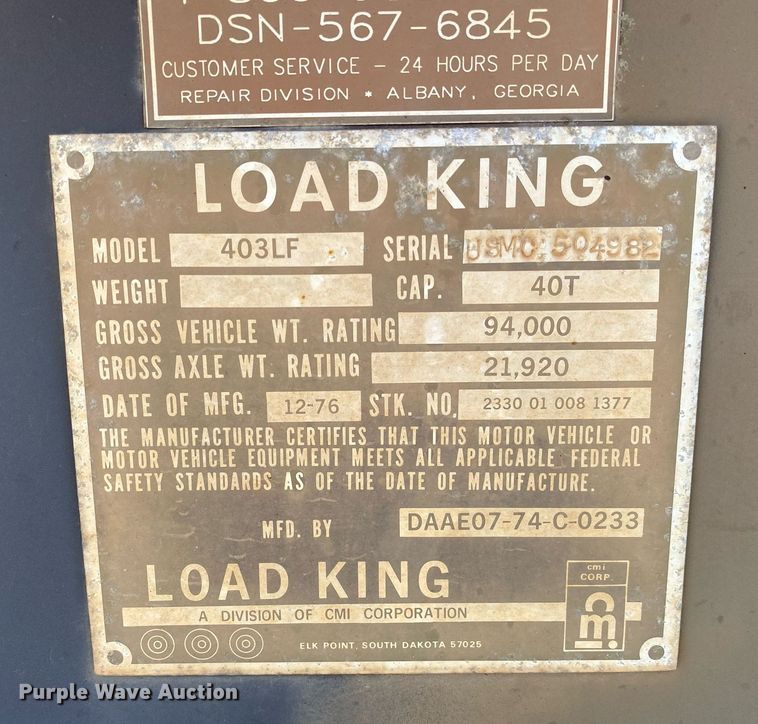 DSN-567-6845
CUSTOMER SERVICE - 24 HOURS PER DAY
REPAIR DIVISION * ALBANY, GEORGIA
LOAD KING
MODEL 403LF SERIAL USMC 504982
WEIGHT CAP. 40T
GROSS VEHICLE WT. RATING 94,000
GROSS AXLE WT. RATING 21,920
DATE OF MFG. 12-76 STK. NO. 2330 01 008 1377
THE MANUFACTURER CERTIFIES THAT THIS MOTOR VEHICLE OR
MOTOR VEHICLE EQUIPMENT MEETS ALL APPLICABLE FEDERAL
SAFETY STANDARDS AS OF THE DATE OF MANUFACTURE.
MFD. BY DAAE07-74-C-0233
LOAD KING
A DIVISION OF CMI CORPORATION
ELK POINT, SOUTH DAKOTA 57025
cmi
CORP.
cmi
Purple Wave Auction